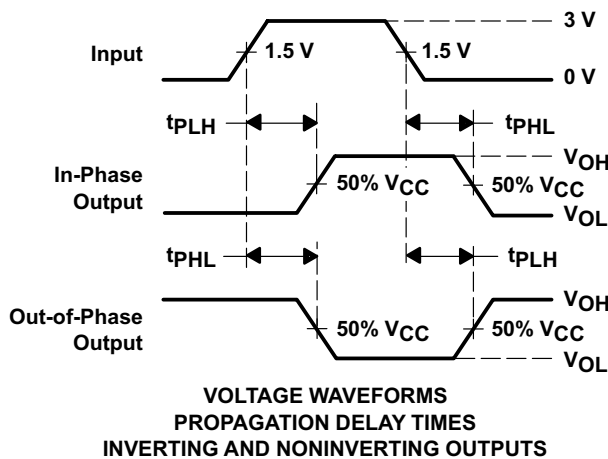 3 V
Input 1.5 V 1.5 V
0 V
tPLH tPHL
VOH
In-Phase
Output
50% VCC 50% VCC
VOL
tPHL tPLH
VOH
Out-of-Phase
Output
50% VCC 50% VCC
VOL
VOLTAGE WAVEFORMS
PROPAGATION DELAY TIMES
INVERTING AND NONINVERTING OUTPUTS